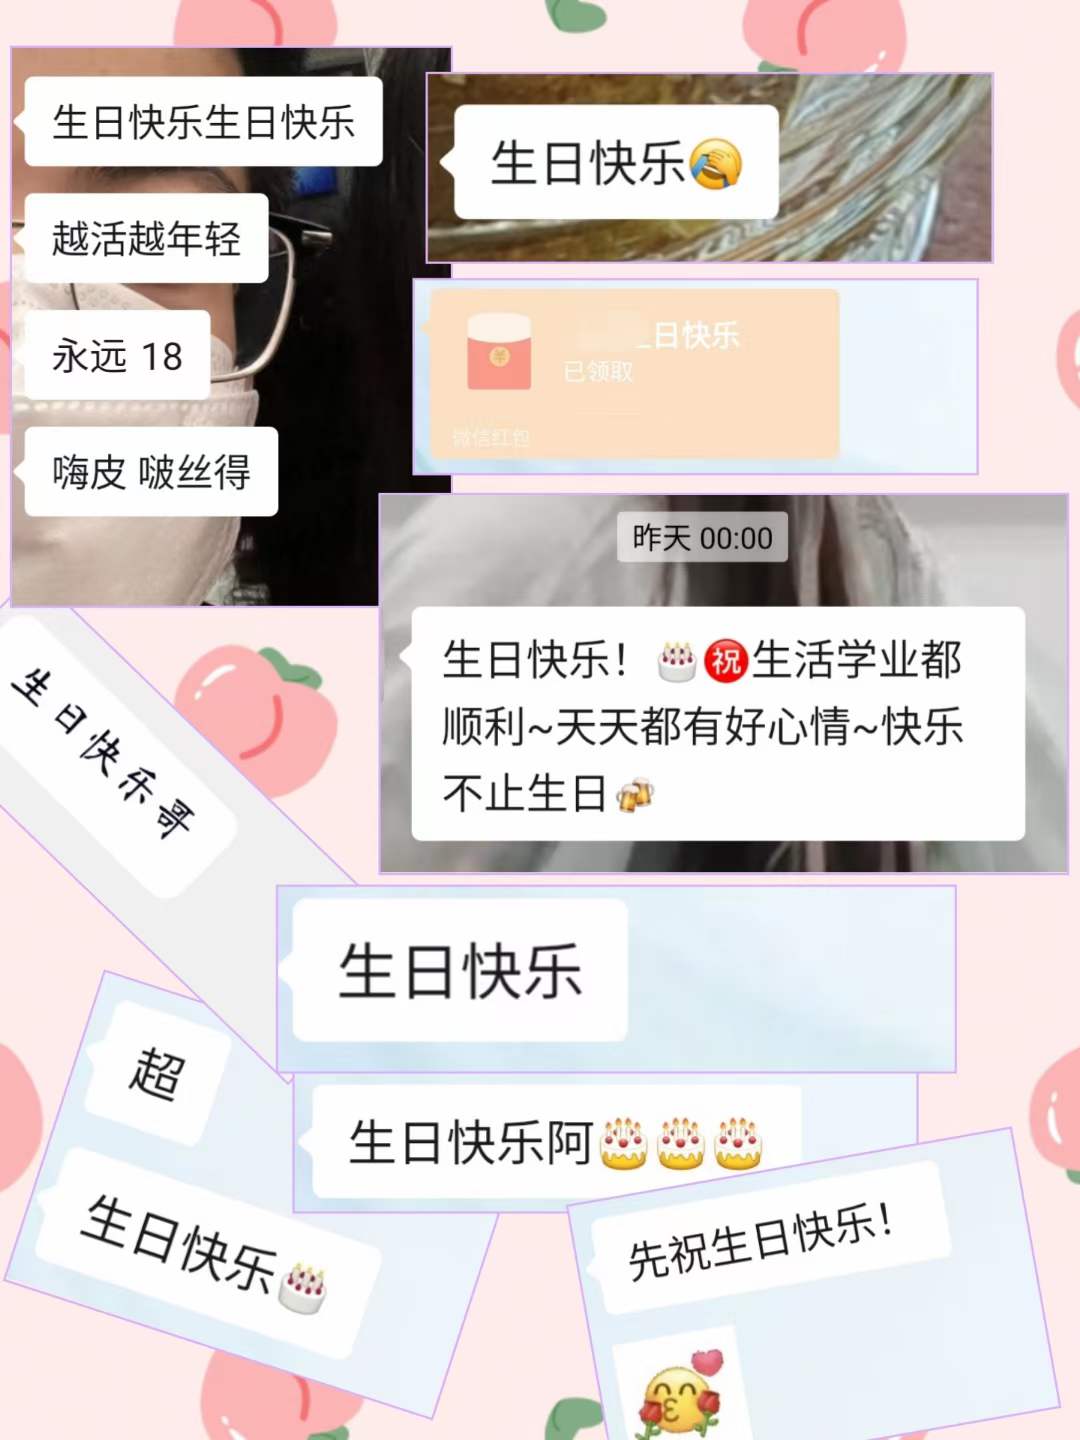 生日快乐生日快乐
越活越年轻
永远 18
嗨皮 啵丝得
生日快乐
日快乐
已领取
微信红包
昨天 00:00
生日快乐！㊗生活学业都
顺利~天天都有好心情~快乐
不止生日
生日快乐哥
生日快乐
超
生日快乐
生日快乐阿
先祝生日快乐！